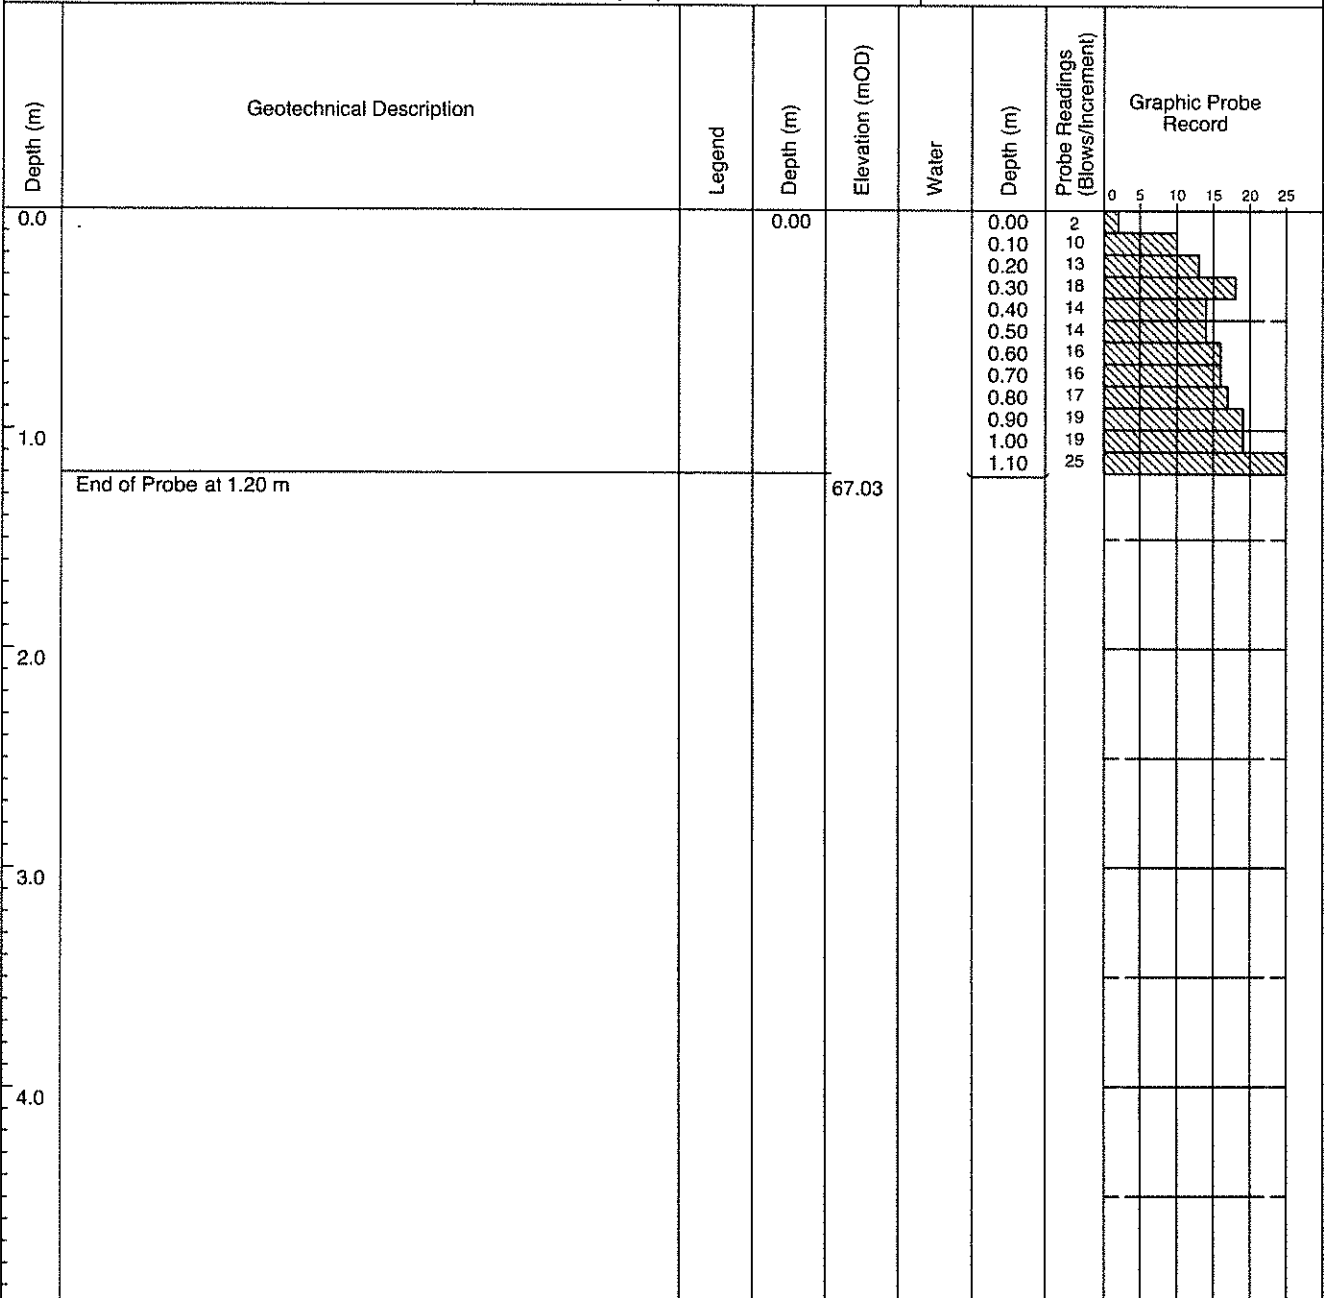 Depth (m)
Geotechnical Description
Legend
Depth (m)
Elevation (mOD)
Water
Depth (m)
Probe Readings
(Blows/Increment)
Graphic Probe
Record
0 5 10 15 20 25
0.0
0.00 0.00 2
0.10 10
0.20 13
0.30 18
0.40 14
0.50 14
0.60 16
0.70 16
0.80 17
0.90 19
1.0
1.00 19
1.10 25
End of Probe at 1.20 m
67.03
2.0
3.0
4.0